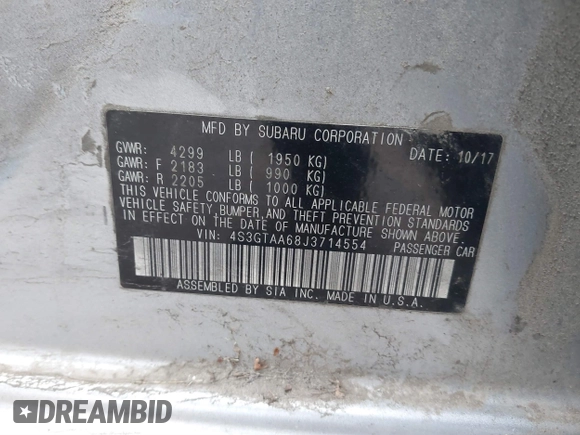 MFD BY SUBARU CORPORATION
DATE: 10/17
GVWR: 4299 LB ( 1950 KG)
GAWR: F 2183 LB ( 990 KG)
GAWR: R 2205 LB ( 1000 KG)
THIS VEHICLE CONFORMS TO ALL APPLICABLE FEDERAL MOTOR
VEHICLE SAFETY, BUMPER, AND THEFT PREVENTION STANDARDS
IN EFFECT ON THE DATE OF MANUFACTURE SHOWN ABOVE.
VIN: 4S3GTAA68J3714554 PASSENGER CAR
ASSEMBLED BY SIA INC. MADE IN U.S.A.
DREAMBID